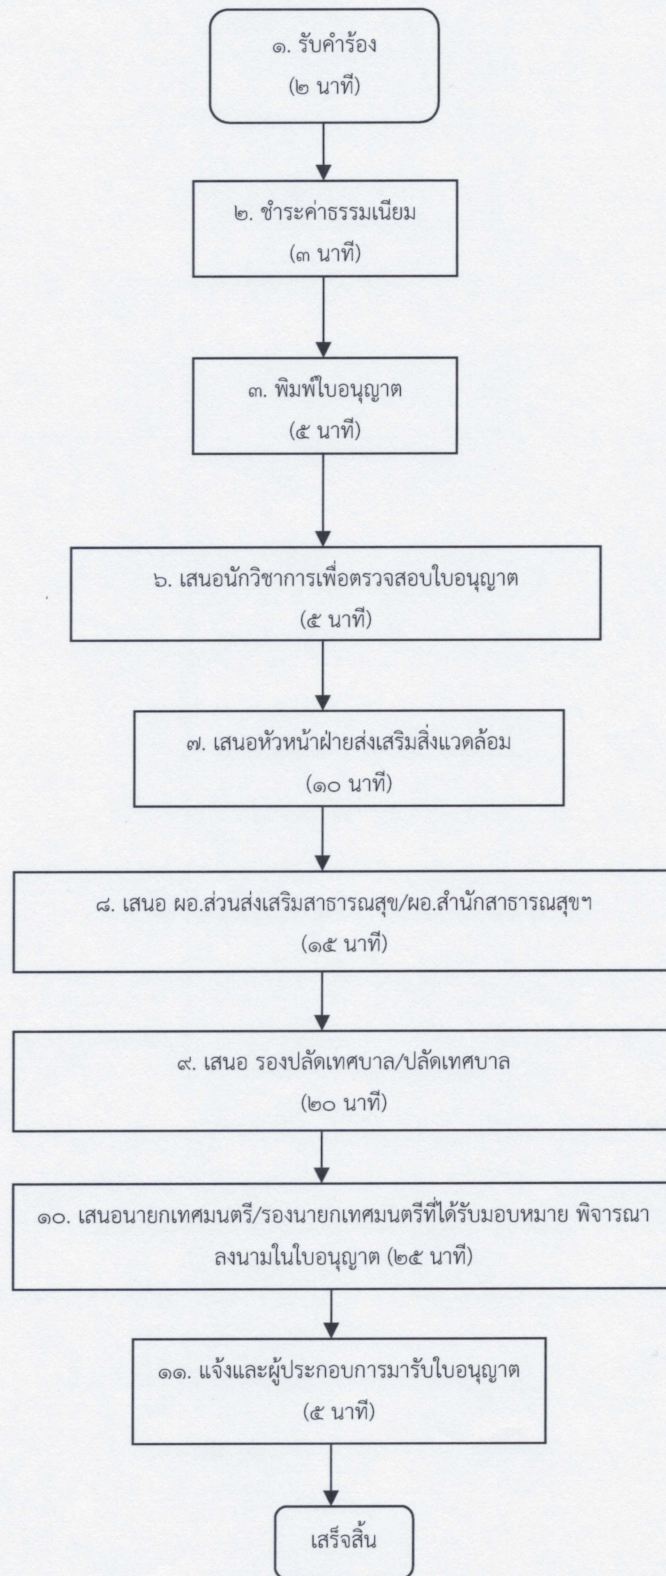 ๑. รับคำร้อง
(๒ นาที)
๒. ชำระค่าธรรมเนียม
(๓ นาที)
๓. พิมพ์ใบอนุญาต
(๕ นาที)
๖. เสนอนักวิชาการเพื่อตรวจสอบใบอนุญาต
(๕ นาที)
๗. เสนอหัวหน้าฝ่ายส่งเสริมสิ่งแวดล้อม
(๑๐ นาที)
๘. เสนอ ผอ.ส่วนส่งเสริมสาธารณสุข/ผอ.สำนักสาธารณสุขฯ
(๑๕ นาที)
๙. เสนอ รองปลัดเทศบาล/ปลัดเทศบาล
(๒๐ นาที)
๑๐. เสนอนายกเทศมนตรี/รองนายกเทศมนตรีที่ได้รับมอบหมาย พิจารณา
ลงนามในใบอนุญาต (๒๕ นาที)
๑๑. แจ้งและผู้ประกอบการมารับใบอนุญาต
(๕ นาที)
เสร็จสิ้น